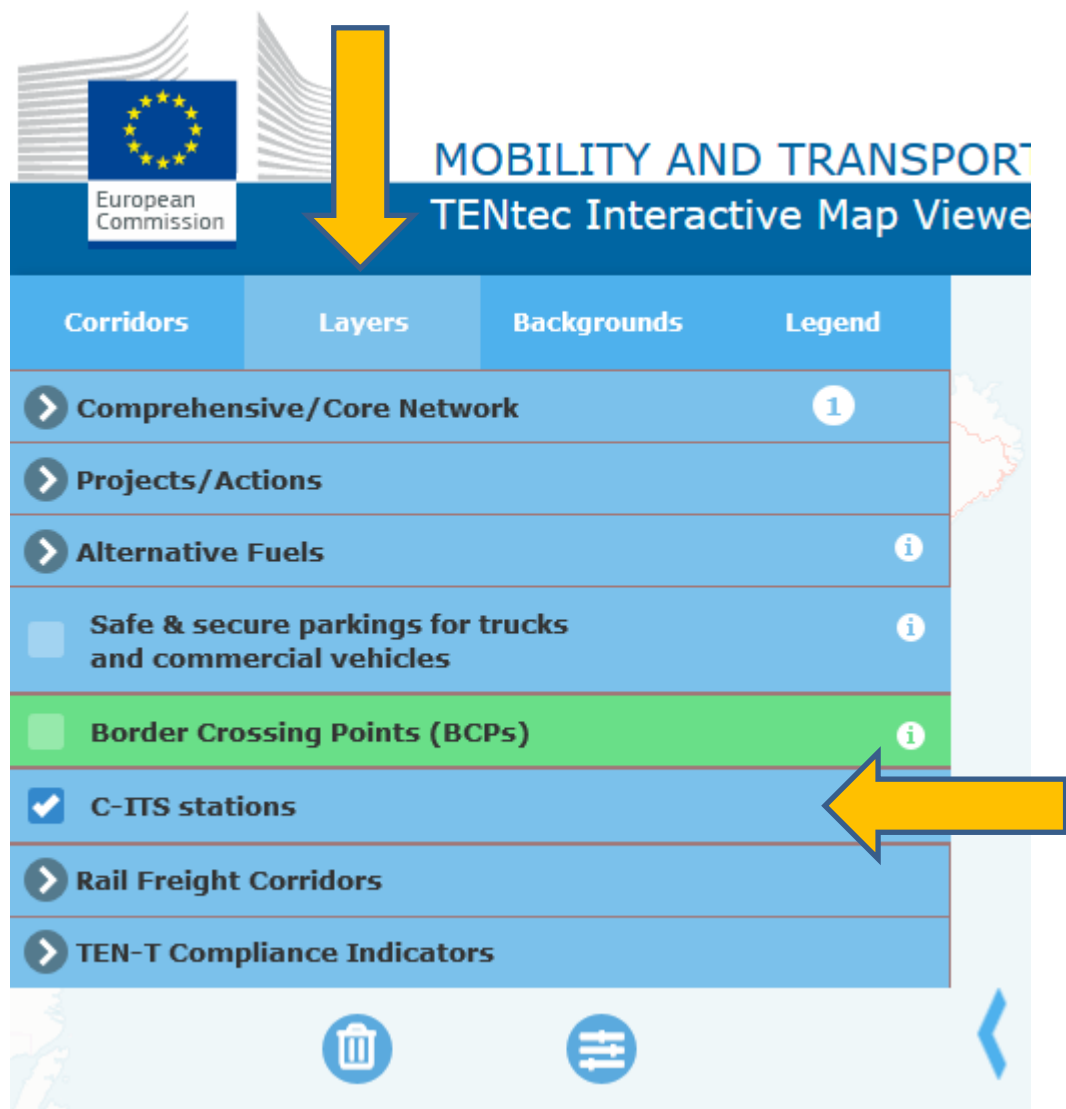 European
Commission
MOBILITY AND TRANSPORT
TENtec Interactive Map Viewe
Corridors Layers Backgrounds Legend
Comprehensive/Core Network 1
Projects/Actions
Alternative Fuels i
Safe & secure parkings for trucks i
and commercial vehicles
Border Crossing Points (BCPs) i
C-ITS stations
Rail Freight Corridors
TEN-T Compliance Indicators